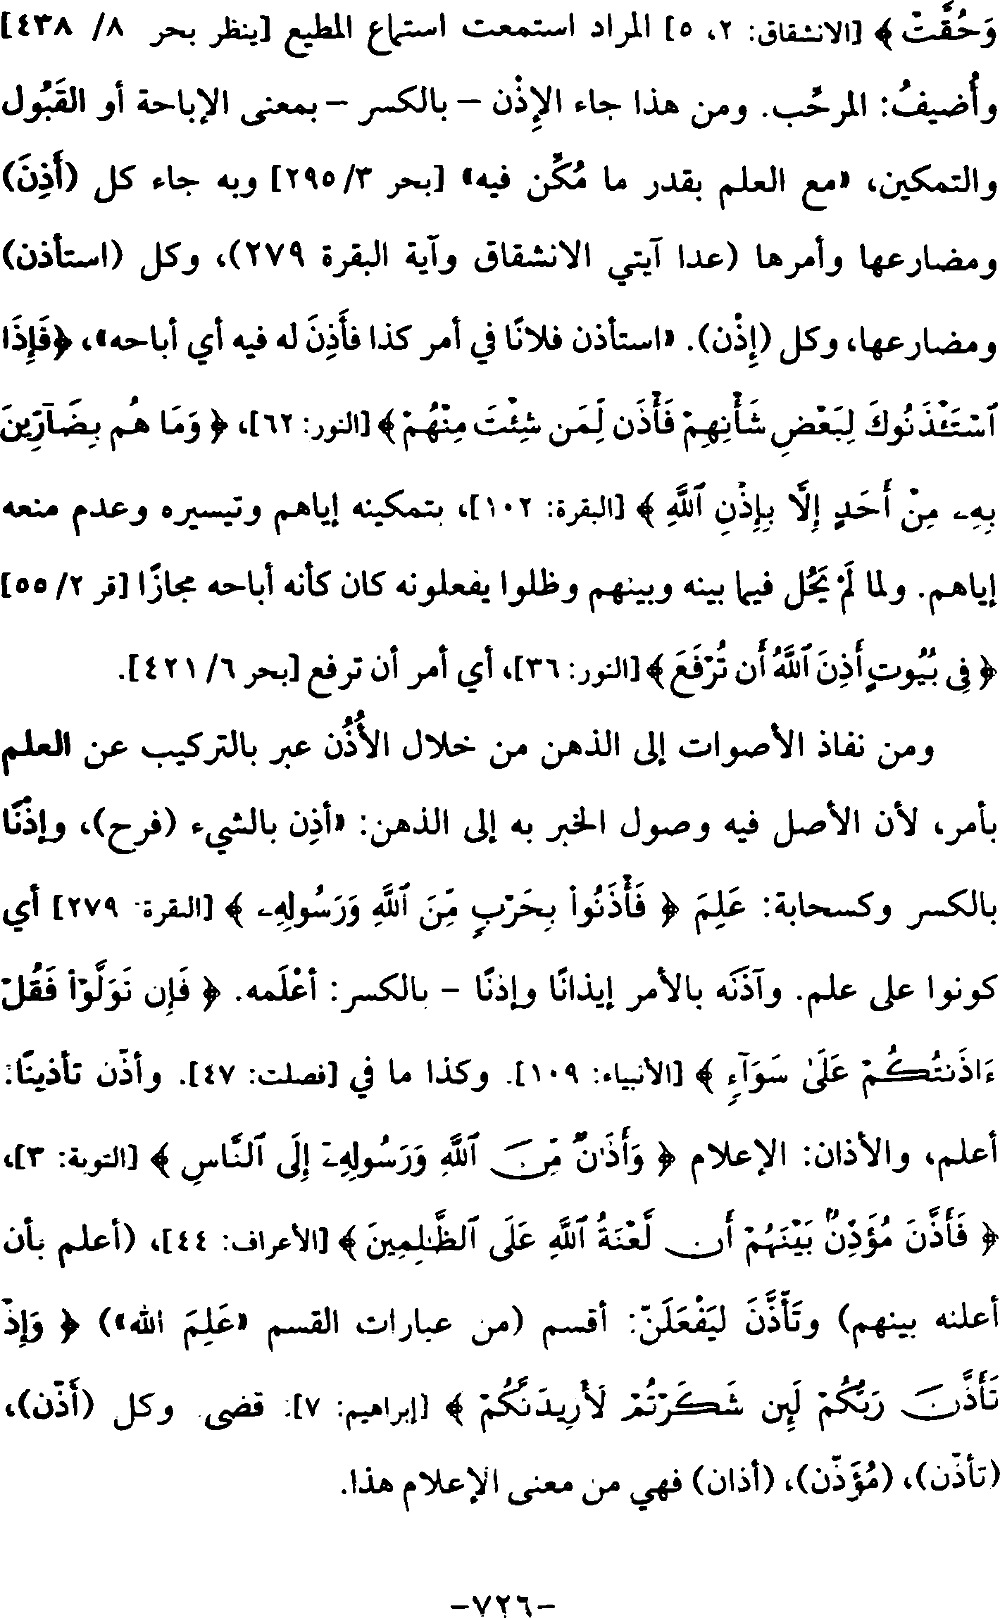 وَحُقَّتْ ﴾ [الانشقاق: ٢، ٥] المراد استمعت استماع المطيع [ينظر بحر ٨/ ٤٣٨]
وأُضيفُ: المرحِّب. ومن هذا جاء الإِذْن – بالكسر – بمعنى الإباحة أو القَبُول
والتمكين، «مع العلم بقدر ما مُكِّن فيه» [بحر ٣/ ٢٩٥] وبه جاء كل (أَذِنَ)
ومضارعها وأمرها (عدا آيتي الانشقاق وآية البقرة ٢٧٩)، وكل (استأذن)
ومضارعها، وكل (إِذْن). «استأذن فلانًا في أمر كذا فأَذِنَ له فيه أي أباحه»، ﴿فَإِذَا
ٱسْتَـْٔذَنُوكَ لِبَعْضِ شَأْنِهِمْ فَأْذَن لِّمَن شِئْتَ مِنْهُمْ﴾ [النور: ٦٢]، ﴿ وَمَا هُم بِضَآرِّينَ
بِهِۦ مِنْ أَحَدٍ إِلَّا بِإِذْنِ ٱللَّهِ ﴾ [البقرة: ١٠٢]، بتمكينه إياهم وتيسيره وعدم منعه
إياهم. ولما لَمْ يَحُل فيما بينه وبينهم وظلوا يفعلونه كان كأنه أباحه مجازًا [قر ٢/ ٥٥]
﴿ فِى بُيُوتٍ أَذِنَ ٱللَّهُ أَن تُرْفَعَ ﴾ [النور: ٣٦]، أي أمر أن ترفع [بحر ٦/ ٤٢١].
ومن نفاذ الأصوات إلى الذهن من خلال الأُذُن عبر بالتركيب عن العلم
بأمر، لأن الأصل فيه وصول الخبر به إلى الذهن: «أذِن بالشيء (فرح)، وإذْنًا
بالكسر وكسحابة: عَلِمَ ﴿ فَأْذَنُوا۟ بِحَرْبٍ مِّنَ ٱللَّهِ وَرَسُولِهِۦ ﴾ [البقرة: ٢٧٩] أي
كونوا على علم. وآذَنَه بالأمر إيذانًا وإذنًا – بالكسر: أعْلَمه. ﴿ فَإِن تَوَلَّوْا۟ فَقُلْ
ءَاذَنتُكُمْ عَلَىٰ سَوَآءٍ ﴾ [الأنبياء: ١٠٩]. وكذا ما في [فصلت: ٤٧]. وأذّن تأذينًا:
أعلم، والأذان: الإعلام ﴿ وَأَذَٰنٌ مِّنَ ٱللَّهِ وَرَسُولِهِۦٓ إِلَى ٱلنَّاسِ ﴾ [التوبة: ٣]،
﴿ فَأَذَّنَ مُؤَذِّنٌۢ بَيْنَهُمْ أَن لَّعْنَةُ ٱللَّهِ عَلَى ٱلظَّـٰلِمِينَ ﴾ [الأعراف: ٤٤]، (أعلم بأن
أعلنه بينهم) وتَأَذَّنَ ليَفْعَلَنّ: أقسم (من عبارات القسم «عَلِمَ الله») ﴿ وَإِذْ
تَأَذَّنَ رَبُّكُمْ لَئِن شَكَرْتُمْ لَأَزِيدَنَّكُمْ ﴾ [إبراهيم: ٧]: قضى. وكل (أذّن)،
(تأذّن)، (مُؤَذّن)، (أذان) فهي من معنى الإعلام هذا.
-٧٢٦-